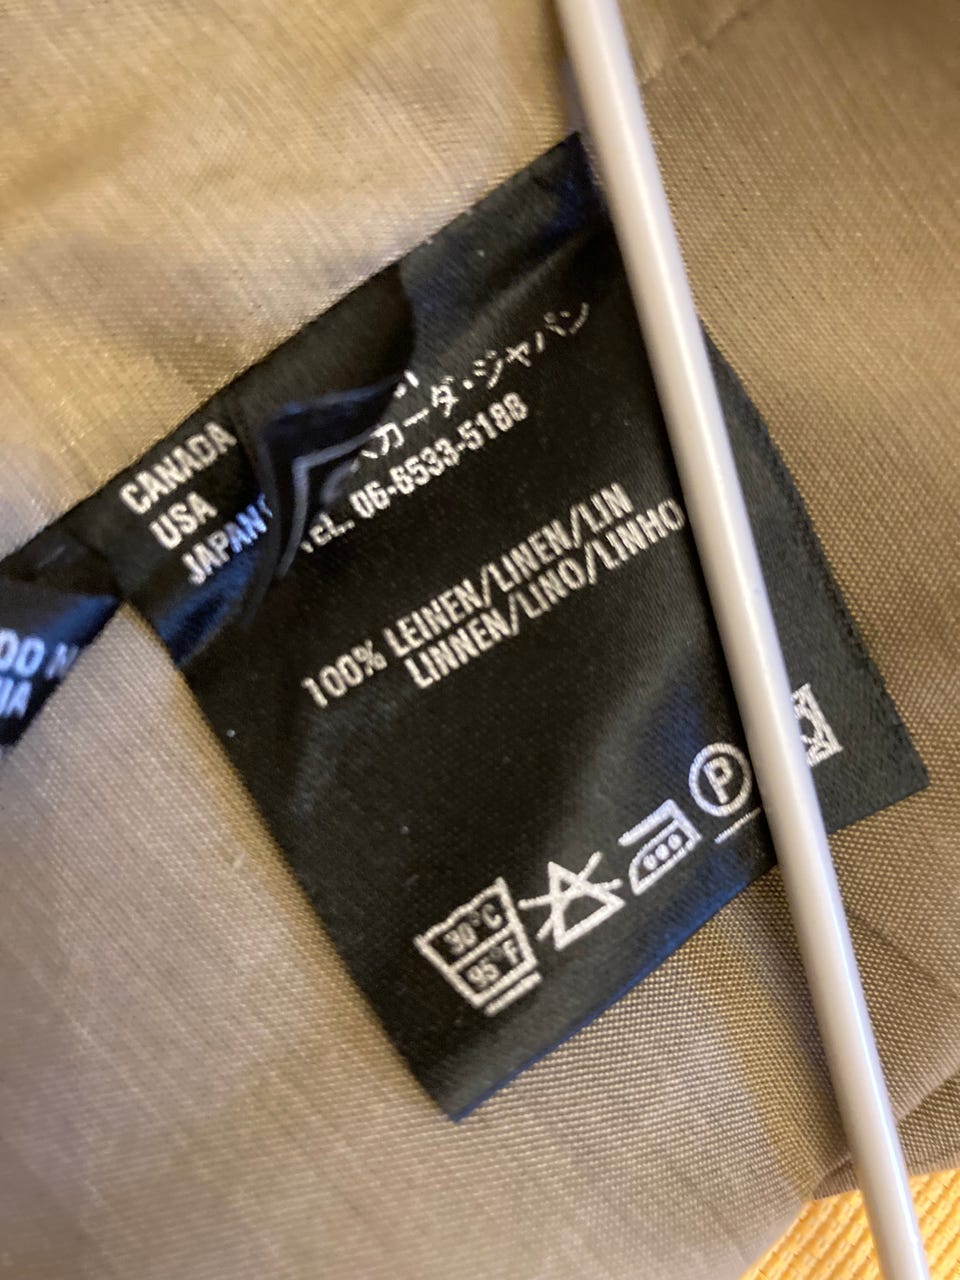 CANADA
USA
JAPAN
カーダ・ジャパン
TEL. 06-6533-5188
100% LEINEN/LINEN/LIN
LINNEN/LINO/LINHO
30°C
95°F
P